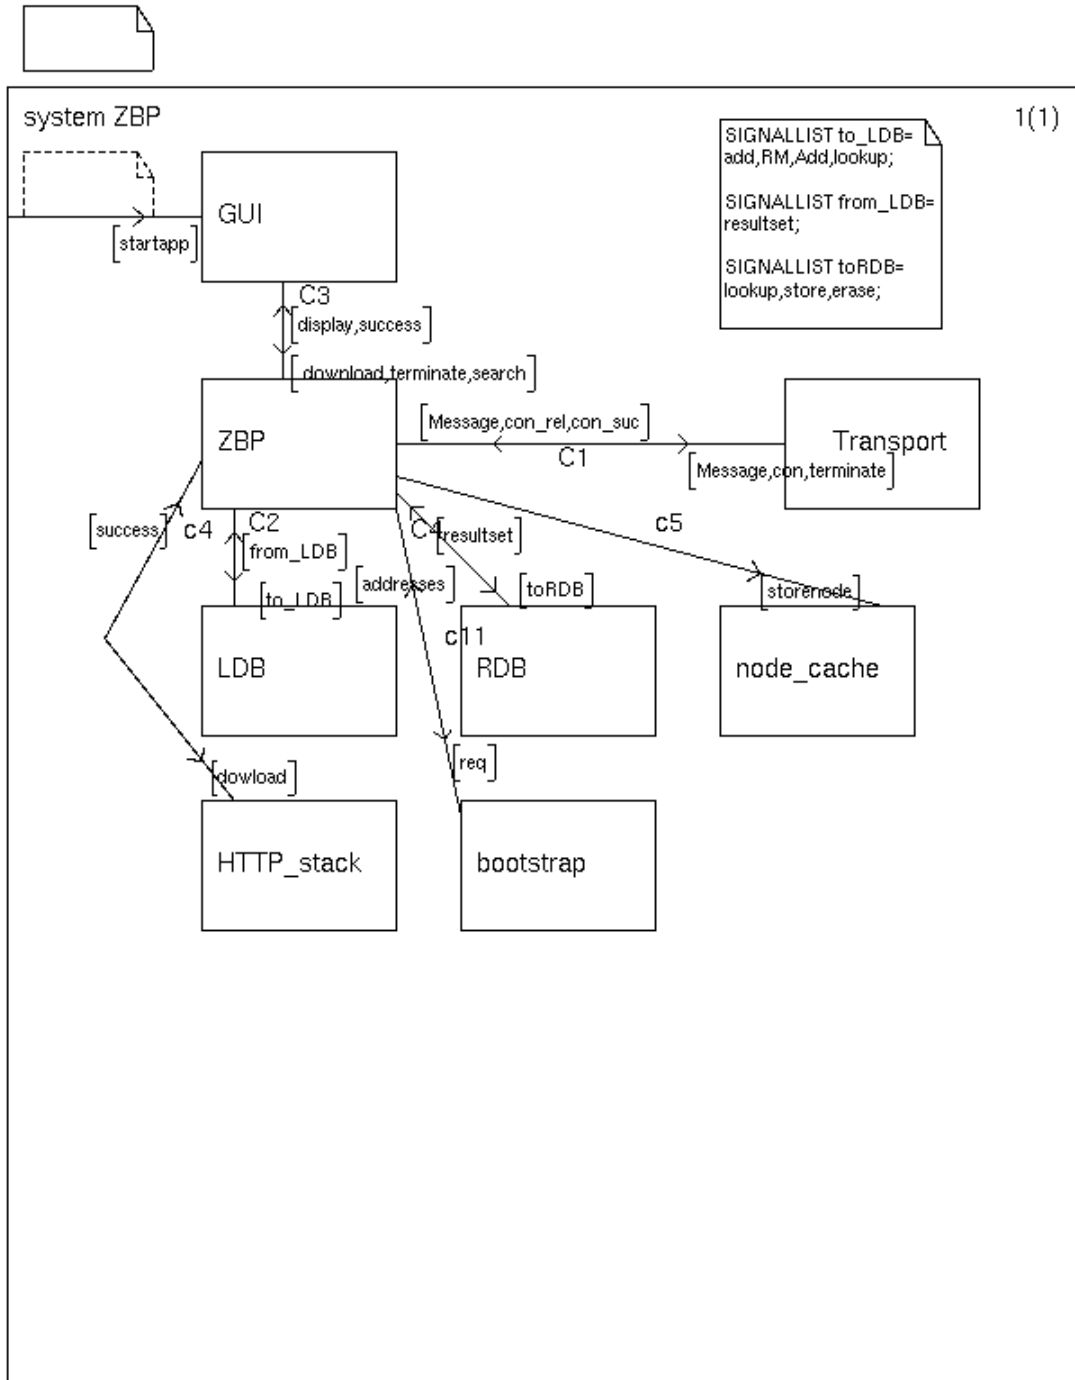 system ZBP
1(1)
SIGNALLIST to_LDB=
add,RM,Add,lookup;
SIGNALLIST from_LDB=
resultset;
SIGNALLIST toRDB=
lookup,store,erase;
GUI
[startapp]
C3
[display,success]
[download,terminate,search]
ZBP
[Message,con_rel,con_suc]
C1
Transport
[Message,con,terminate]
[success]
c4
C2
[from_LDB]
C4
[resultset]
c5
[addresses]
[to_LDB]
[toRDB]
[storenode]
c11
LDB
RDB
node_cache
[req]
[dowload]
HTTP_stack
bootstrap